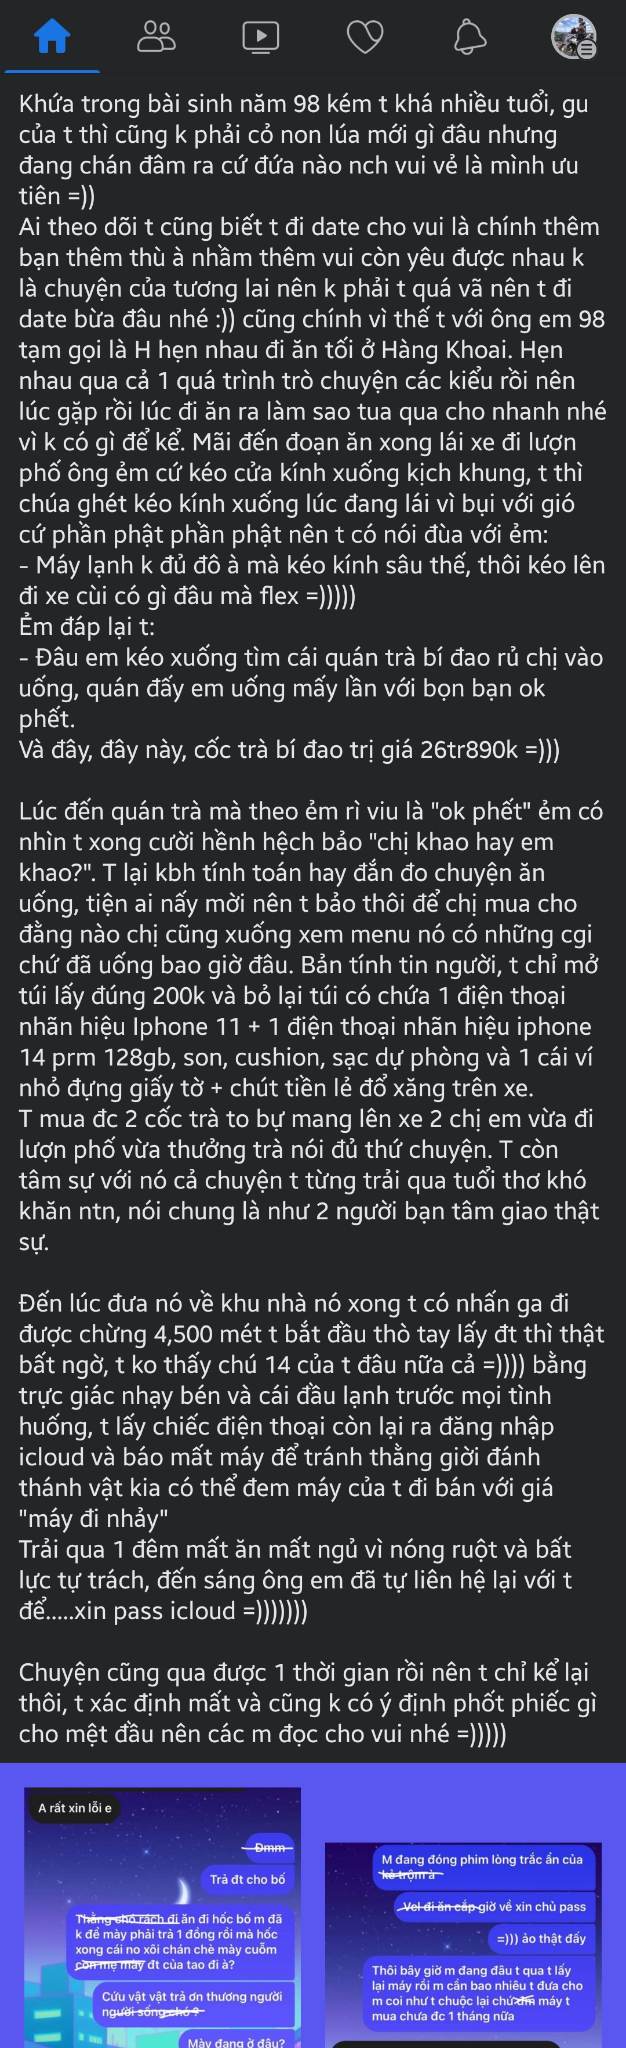 Khứa trong bài sinh năm 98 kém t khá nhiều tuổi, gu
của t thì cũng k phải cỏ non lúa mới gì đâu nhưng
đang chán đâm ra cứ đứa nào nch vui vẻ là mình ưu
tiên =))
Ai theo dõi t cũng biết t đi date cho vui là chính thêm
bạn thêm thù à nhầm thêm vui còn yêu được nhau k
là chuyện của tương lai nên k phải t quá vã nên t đi
date bừa đâu nhé :)) cũng chính vì thế t với ông em 98
tạm gọi là H hẹn nhau đi ăn tối ở Hàng Khoai. Hẹn
nhau qua cả 1 quá trình trò chuyện các kiểu rồi nên
lúc gặp rồi lúc đi ăn ra làm sao tua qua cho nhanh nhé
vì k có gì để kể. Mãi đến đoạn ăn xong lái xe đi lượn
phố ông ẻm cứ kéo cửa kính xuống kịch khung, t thì
chúa ghét kéo kính xuống lúc đang lái vì bụi với gió
cứ phần phật phần phật nên t có nói đùa với ẻm:
- Máy lạnh k đủ đô à mà kéo kính sâu thế, thôi kéo lên
đi xe cùi có gì đâu mà flex =)))))
Ẻm đáp lại t:
- Đâu em kéo xuống tìm cái quán trà bí đao rủ chị vào
uống, quán đấy em uống mấy lần với bọn bạn ok
phết.
Và đây, đây này, cốc trà bí đao trị giá 26tr890k =)))
Lúc đến quán trà mà theo ẻm rì viu là "ok phết" ẻm có
nhìn t xong cười hềnh hệch bảo "chị khao hay em
khao?". T lại kbh tính toán hay đắn đo chuyện ăn
uống, tiện ai nấy mời nên t bảo thôi để chị mua cho
đằng nào chị cũng xuống xem menu nó có những cgi
chứ đã uống bao giờ đâu. Bản tính tin người, t chỉ mở
túi lấy đúng 200k và bỏ lại túi có chứa 1 điện thoại
nhãn hiệu Iphone 11 + 1 điện thoại nhãn hiệu iphone
14 prm 128gb, son, cushion, sạc dự phòng và 1 cái ví
nhỏ đựng giấy tờ + chút tiền lẻ đổ xăng trên xe.
T mua đc 2 cốc trà to bự mang lên xe 2 chị em vừa đi
lượn phố vừa thưởng trà nói đủ thứ chuyện. T còn
tâm sự với nó cả chuyện t từng trải qua tuổi thơ khó
khăn ntn, nói chung là như 2 người bạn tâm giao thật
sự.
Đến lúc đưa nó về khu nhà nó xong t có nhấn ga đi
được chừng 4,500 mét t bắt đầu thò tay lấy đt thì thật
bất ngờ, t ko thấy chú 14 của t đâu nữa cả =)))) bằng
trực giác nhạy bén và cái đầu lạnh trước mọi tình
huống, t lấy chiếc điện thoại còn lại ra đăng nhập
icloud và báo mất máy để tránh thằng giời đánh
thánh vật kia có thể đem máy của t đi bán với giá
"máy đi nhảy"
Trải qua 1 đêm mất ăn mất ngủ vì nóng ruột và bất
lực tự trách, đến sáng ông em đã tự liên hệ lại với t
để.....xin pass icloud =)))))))
Chuyện cũng qua được 1 thời gian rồi nên t chỉ kể lại
thôi, t xác định mất và cũng k có ý định phốt phiếc gì
cho mệt đầu nên các m đọc cho vui nhé =)))))
A rất xin lỗi e
Đmm
Trả đt cho bố
Thằng chó rách đi ăn đi hốc bố m đã
k để mày phải trả 1 đồng rồi mà hốc
xong cái no xôi chán chè mày cuỗm
con mẹ mày đt của tao đi à?
Cứu vật vật trả ơn thương người
người sống chó ?
Mày đang ở đâu?
M đang đóng phim lòng trắc ẩn của
kẻ trộm à
Vel đi ăn cắp giờ về xin chủ pass
=))) ảo thật đấy
Thôi bây giờ m đang đâu t qua t lấy
lại máy rồi m cần bao nhiêu t đưa cho
m coi như t chuộc lại chứ đm máy t
mua chưa đc 1 tháng nữa